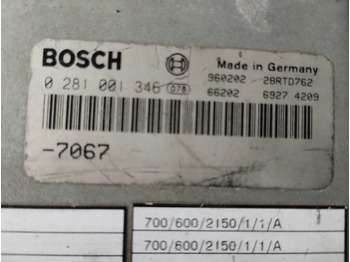 BOSCH
Made in Germany
0 281 001 346 078
960202 28RTD762
66202 6927 4209
-7067
700/600/2150/1/1/A
700/600/2150/1/1/A